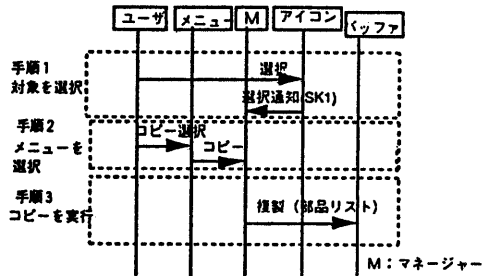 ユーザ メニュー M アイコン バッファ
手順1
対象を選択
選択
選択通知(SK1)
手順2
メニューを
選択
コピー選択
コピー
手順3
コピーを実行
複製（部品リスト）
M：マネージャー